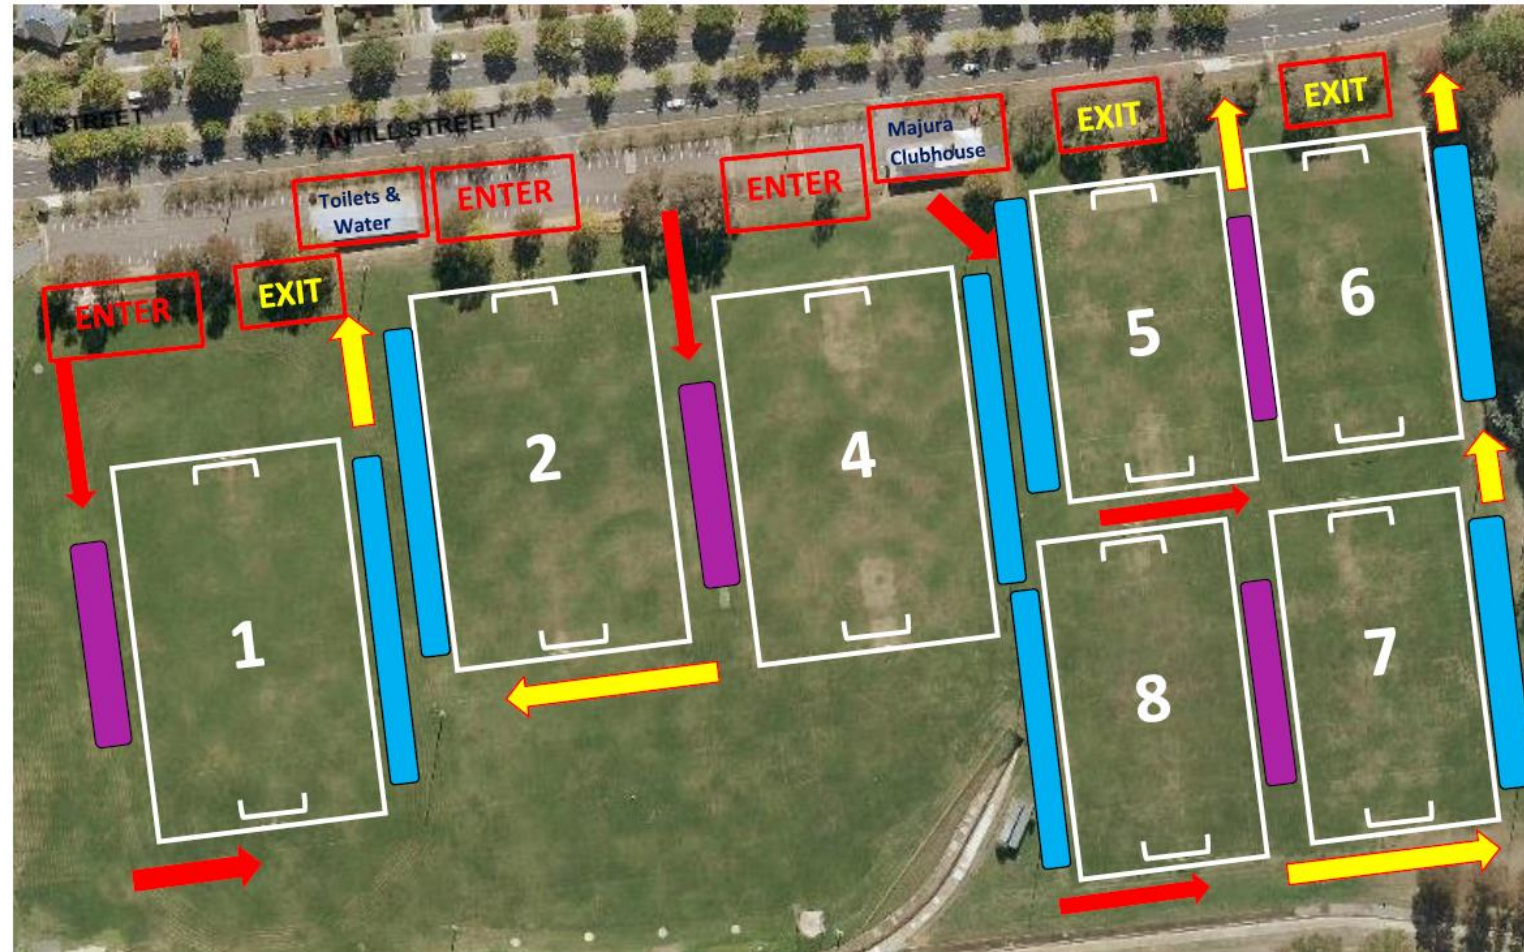 ILL STREET
ANTILL STREET
Toilets &
Water
ENTER
ENTER
Majura
Clubhouse
EXIT
EXIT
ENTER
EXIT
1
2
4
5
6
8
7